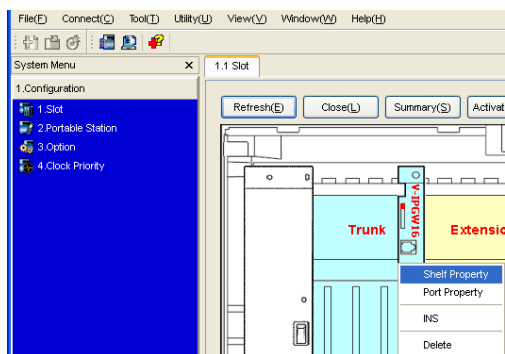 File(F) Connect(C) Tool(T) Utility(U) View(V) Window(W) Help(H)
System Menu
1.1 Slot
1.Configuration
1.Slot
2.Portable Station
3.Option
4.Clock Priority
Refresh(E) Close(L) Summary(S) Activat
V-IPGW16
Trunk
Extensio
Shelf Property
Port Property
INS
Delete